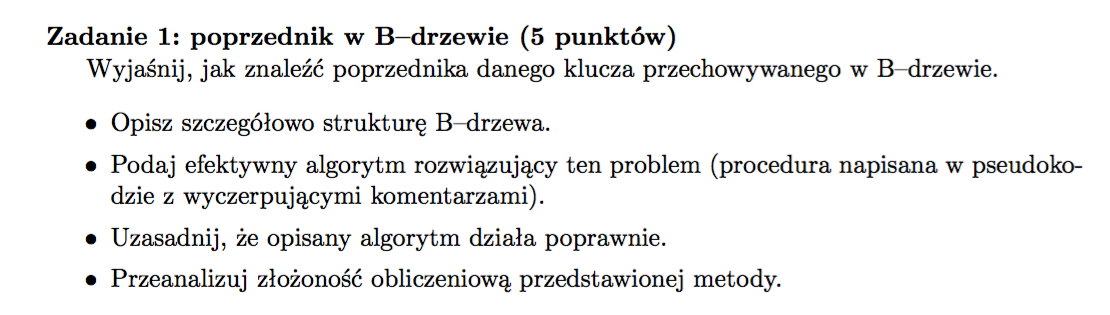 Zadanie 1: poprzednik w B–drzewie (5 punktów)
Wyjaśnij, jak znaleźć poprzednika danego klucza przechowywanego w B–drzewie.
• Opisz szczegółowo strukturę B–drzewa.
• Podaj efektywny algorytm rozwiązujący ten problem (procedura napisana w pseudoko-
dzie z wyczerpującymi komentarzami).
• Uzasadnij, że opisany algorytm działa poprawnie.
• Przeanalizuj złożoność obliczeniową przedstawionej metody.